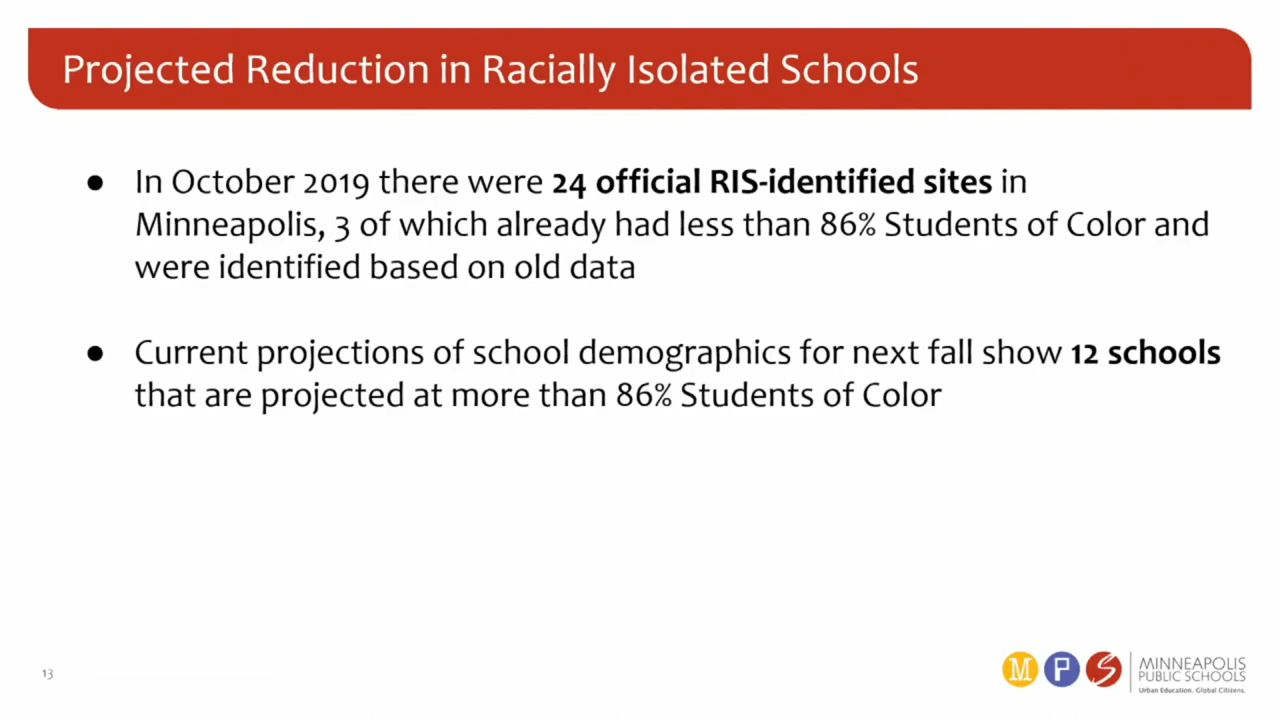 Projected Reduction in Racially Isolated Schools
● In October 2019 there were 24 official RIS-identified sites in
Minneapolis, 3 of which already had less than 86% Students of Color and
were identified based on old data
● Current projections of school demographics for next fall show 12 schools
that are projected at more than 86% Students of Color
13
M P S
MINNEAPOLIS
PUBLIC SCHOOLS
Urban Education. Global Citizens.